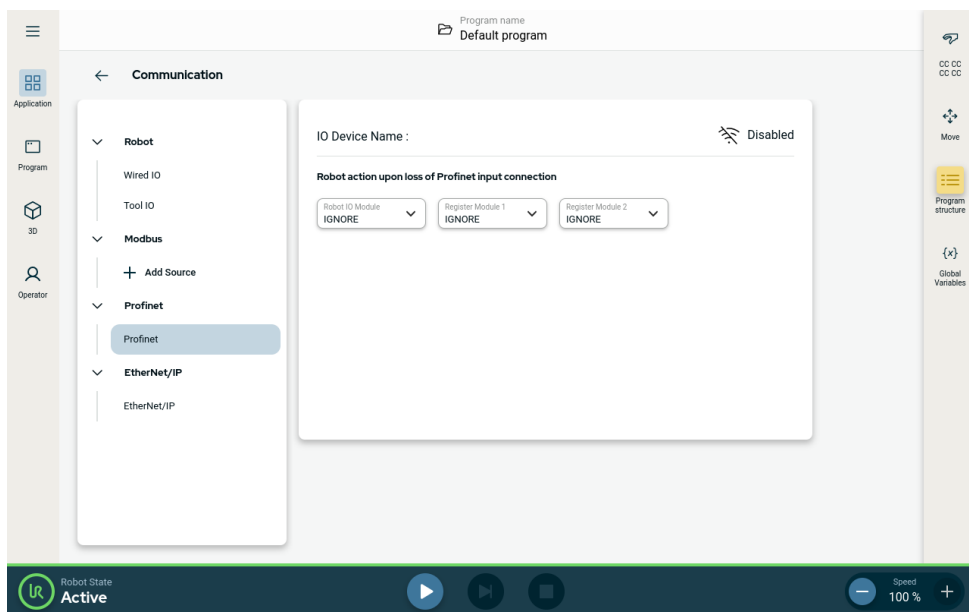 Program name
Default program
Application
Program
3D
Operator
Communication
Robot
Wired IO
Tool IO
Modbus
Add Source
Profinet
Profinet
EtherNet/IP
EtherNet/IP
IO Device Name :
Disabled
Robot action upon loss of Profinet input connection
Robot IO Module
IGNORE
Register Module 1
IGNORE
Register Module 2
IGNORE
CC CC
CC CC
Move
Program
structure
{x}
Global
Variables
UR
Robot State
Active
Speed
100 %